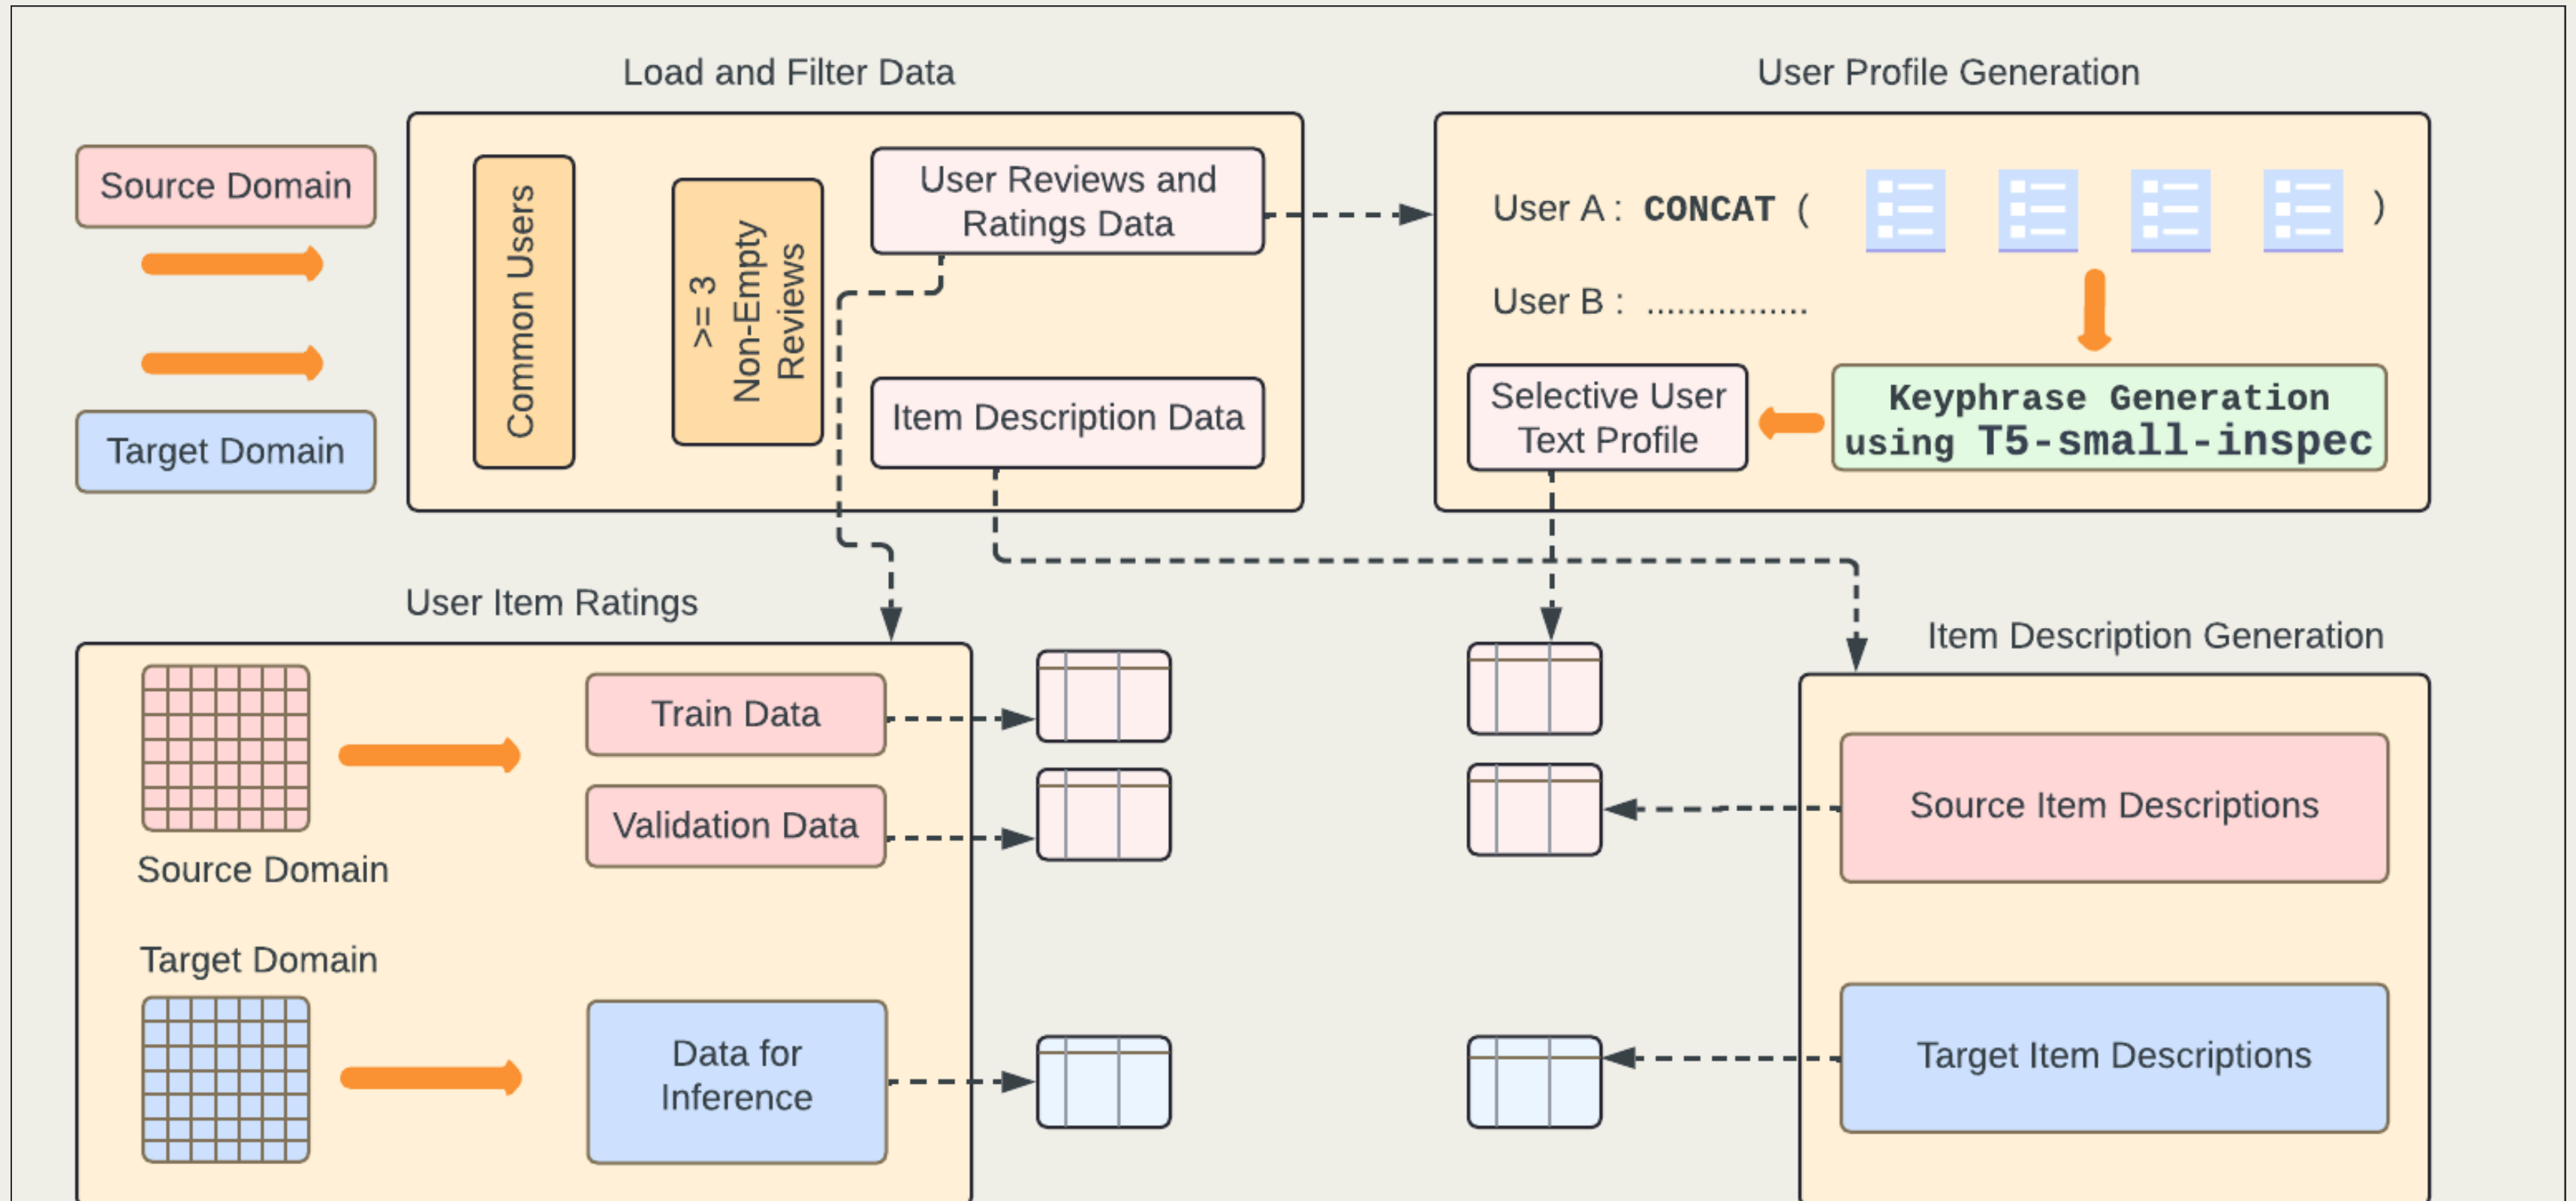 Load and Filter Data
User Profile Generation
Source Domain
Target Domain
Common Users
>= 3
Non-Empty
Reviews
User Reviews and
Ratings Data
Item Description Data
User A : CONCAT ( )
User B : ................
Selective User
Text Profile
Keyphrase Generation
using T5-small-inspec
User Item Ratings
Item Description Generation
Source Domain
Train Data
Validation Data
Target Domain
Data for
Inference
Source Item Descriptions
Target Item Descriptions